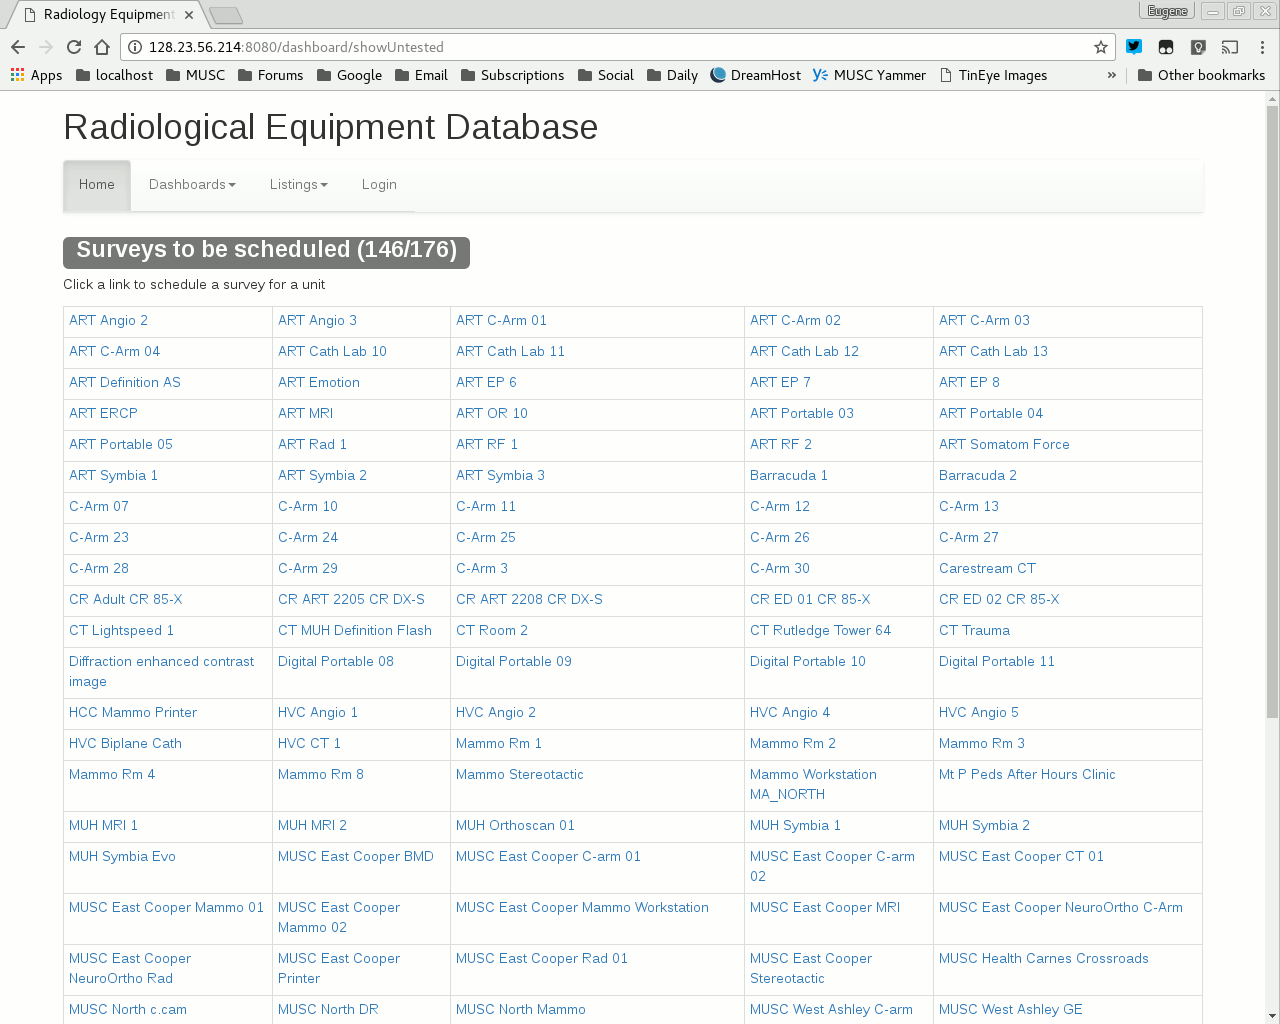 Radiology Equipment
Eugene
128.23.56.214:8080/dashboard/showUntested
Apps localhost MUSC Forums Google Email Subscriptions Social Daily DreamHost MUSC Yammer TinEye Images » Other bookmarks
Radiological Equipment Database
Home Dashboards Listings Login
Surveys to be scheduled (146/176)
Click a link to schedule a survey for a unit
ART Angio 2 ART Angio 3 ART C-Arm 01 ART C-Arm 02 ART C-Arm 03
ART C-Arm 04 ART Cath Lab 10 ART Cath Lab 11 ART Cath Lab 12 ART Cath Lab 13
ART Definition AS ART Emotion ART EP 6 ART EP 7 ART EP 8
ART ERCP ART MRI ART OR 10 ART Portable 03 ART Portable 04
ART Portable 05 ART Rad 1 ART RF 1 ART RF 2 ART Somatom Force
ART Symbia 1 ART Symbia 2 ART Symbia 3 Barracuda 1 Barracuda 2
C-Arm 07 C-Arm 10 C-Arm 11 C-Arm 12 C-Arm 13
C-Arm 23 C-Arm 24 C-Arm 25 C-Arm 26 C-Arm 27
C-Arm 28 C-Arm 29 C-Arm 3 C-Arm 30 Carestream CT
CR Adult CR 85-X CR ART 2205 CR DX-S CR ART 2208 CR DX-S CR ED 01 CR 85-X CR ED 02 CR 85-X
CT Lightspeed 1 CT MUH Definition Flash CT Room 2 CT Rutledge Tower 64 CT Trauma
Diffraction enhanced contrast Digital Portable 08 Digital Portable 09 Digital Portable 10 Digital Portable 11
image
HCC Mammo Printer HVC Angio 1 HVC Angio 2 HVC Angio 4 HVC Angio 5
HVC Biplane Cath HVC CT 1 Mammo Rm 1 Mammo Rm 2 Mammo Rm 3
Mammo Rm 4 Mammo Rm 8 Mammo Stereotactic Mammo Workstation Mt P Peds After Hours Clinic
MA_NORTH
MUH MRI 1 MUH MRI 2 MUH Orthoscan 01 MUH Symbia 1 MUH Symbia 2
MUH Symbia Evo MUSC East Cooper BMD MUSC East Cooper C-arm 01 MUSC East Cooper C-arm MUSC East Cooper CT 01
02
MUSC East Cooper Mammo 01 MUSC East Cooper MUSC East Cooper Mammo Workstation MUSC East Cooper MRI MUSC East Cooper NeuroOrtho C-Arm
Mammo 02
MUSC East Cooper MUSC East Cooper MUSC East Cooper Rad 01 MUSC East Cooper MUSC Health Carnes Crossroads
NeuroOrtho Rad Printer Stereotactic
MUSC North c.cam MUSC North DR MUSC North Mammo MUSC West Ashley C-arm MUSC West Ashley GE